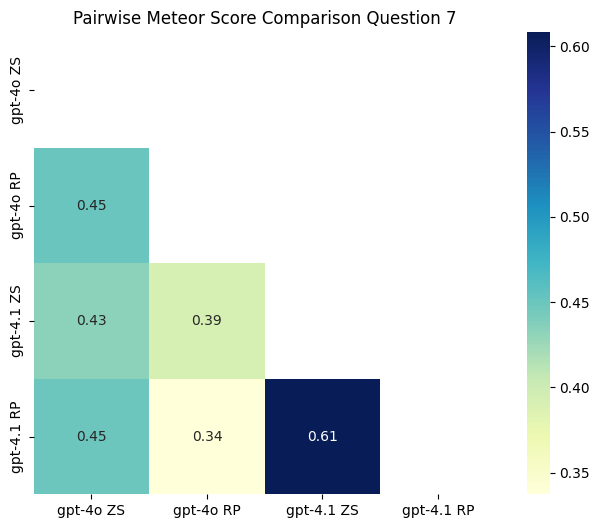 Pairwise Meteor Score Comparison Question 7
gpt-4o ZS
gpt-4o RP
gpt-4.1 ZS
gpt-4.1 RP
0.45
0.43 0.39
0.45 0.34 0.61
gpt-4o ZS gpt-4o RP gpt-4.1 ZS gpt-4.1 RP
0.60
0.55
0.50
0.45
0.40
0.35